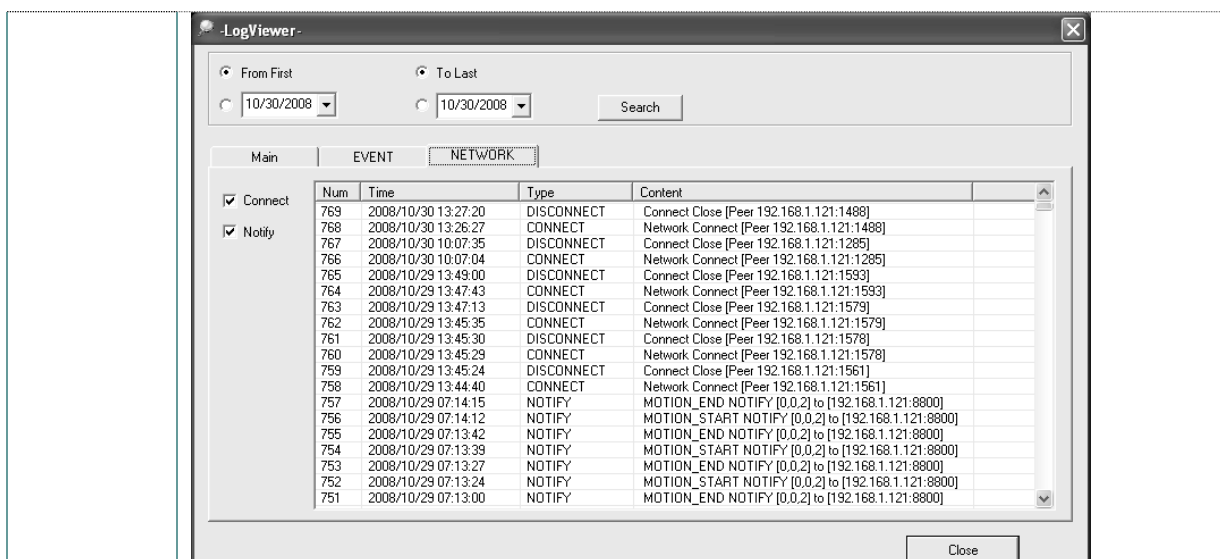 -LogViewer-
From First To Last
10/30/2008 10/30/2008 Search
Main EVENT NETWORK
Connect
Notify
Num Time Type Content
769 2008/10/30 13:27:20 DISCONNECT Connect Close [Peer 192.168.1.121:1488]
768 2008/10/30 13:26:27 CONNECT Network Connect [Peer 192.168.1.121:1488]
767 2008/10/30 10:07:35 DISCONNECT Connect Close [Peer 192.168.1.121:1285]
766 2008/10/30 10:07:04 CONNECT Network Connect [Peer 192.168.1.121:1285]
765 2008/10/29 13:49:00 DISCONNECT Connect Close [Peer 192.168.1.121:1593]
764 2008/10/29 13:47:43 CONNECT Network Connect [Peer 192.168.1.121:1593]
763 2008/10/29 13:47:13 DISCONNECT Connect Close [Peer 192.168.1.121:1579]
762 2008/10/29 13:45:35 CONNECT Network Connect [Peer 192.168.1.121:1579]
761 2008/10/29 13:45:30 DISCONNECT Connect Close [Peer 192.168.1.121:1578]
760 2008/10/29 13:45:29 CONNECT Network Connect [Peer 192.168.1.121:1578]
759 2008/10/29 13:45:24 DISCONNECT Connect Close [Peer 192.168.1.121:1561]
758 2008/10/29 13:44:40 CONNECT Network Connect [Peer 192.168.1.121:1561]
757 2008/10/29 07:14:15 NOTIFY MOTION_END NOTIFY [0,0,2] to [192.168.1.121:8800]
756 2008/10/29 07:14:12 NOTIFY MOTION_START NOTIFY [0,0,2] to [192.168.1.121:8800]
755 2008/10/29 07:13:42 NOTIFY MOTION_END NOTIFY [0,0,2] to [192.168.1.121:8800]
754 2008/10/29 07:13:39 NOTIFY MOTION_START NOTIFY [0,0,2] to [192.168.1.121:8800]
753 2008/10/29 07:13:27 NOTIFY MOTION_END NOTIFY [0,0,2] to [192.168.1.121:8800]
752 2008/10/29 07:13:24 NOTIFY MOTION_START NOTIFY [0,0,2] to [192.168.1.121:8800]
751 2008/10/29 07:13:00 NOTIFY MOTION_END NOTIFY [0,0,2] to [192.168.1.121:8800]
Close